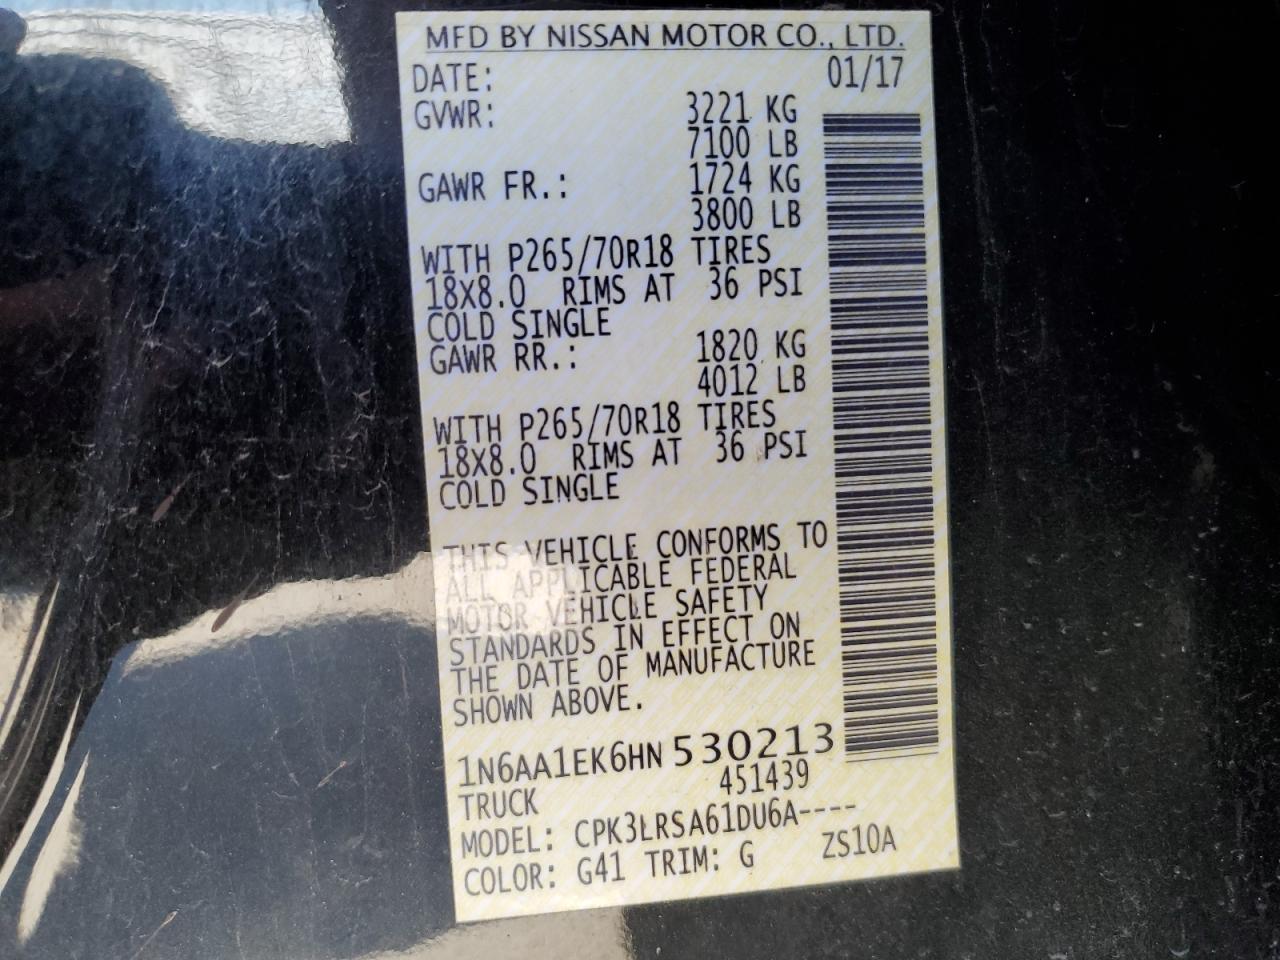 MFD BY NISSAN MOTOR CO., LTD.
DATE: 01/17
GVWR: 3221 KG
7100 LB
GAWR FR.: 1724 KG
3800 LB
WITH P265/70R18 TIRES
18X8.0 RIMS AT 36 PSI
COLD SINGLE
GAWR RR.: 1820 KG
4012 LB
WITH P265/70R18 TIRES
18X8.0 RIMS AT 36 PSI
COLD SINGLE
THIS VEHICLE CONFORMS TO
ALL APPLICABLE FEDERAL
MOTOR VEHICLE SAFETY
STANDARDS IN EFFECT ON
THE DATE OF MANUFACTURE
SHOWN ABOVE.
1N6AA1EK6HN530213
TRUCK 451439
MODEL: CPK3LRSA61DU6A----
COLOR: G41 TRIM: G ZS10A